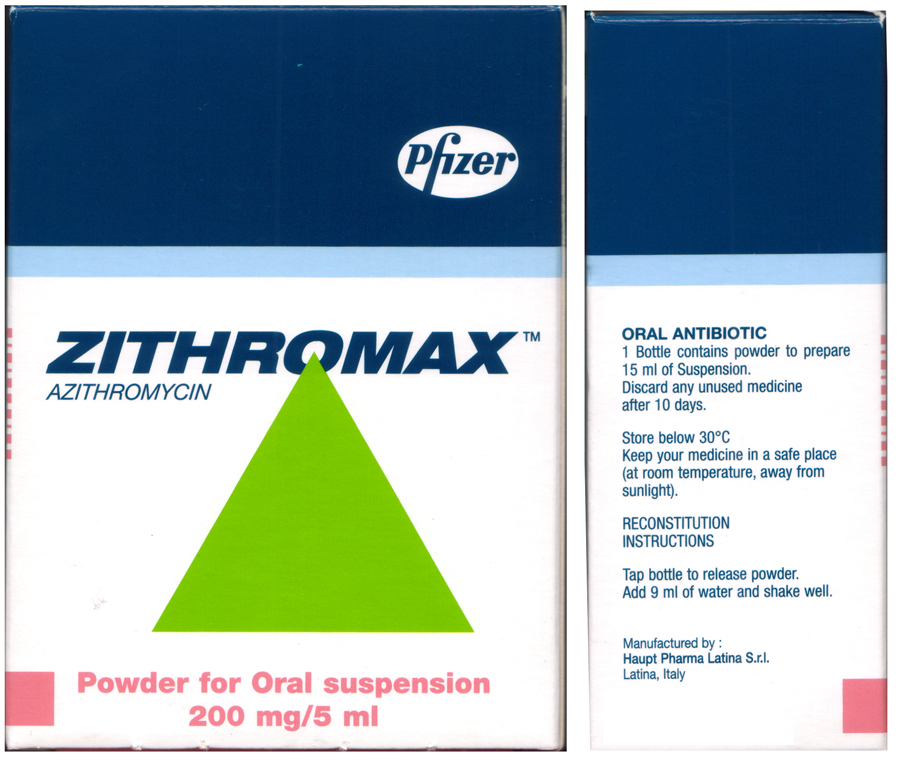 Pfizer
ZITHROMAX™
AZITHROMYCIN
Powder for Oral suspension
200 mg/5 ml
ORAL ANTIBIOTIC
1 Bottle contains powder to prepare
15 ml of Suspension.
Discard any unused medicine
after 10 days.
Store below 30°C
Keep your medicine in a safe place
(at room temperature, away from
sunlight).
RECONSTITUTION
INSTRUCTIONS
Tap bottle to release powder.
Add 9 ml of water and shake well.
Manufactured by :
Haupt Pharma Latina S.r.l.
Latina, Italy